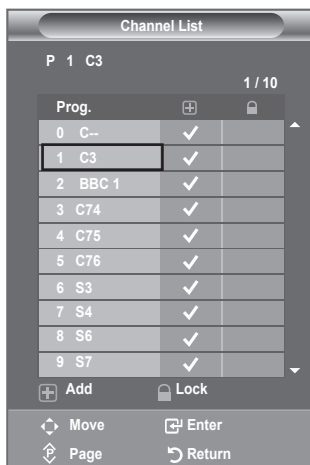 Channel List
P 1 C3
1 / 10
Prog.
0 C--
1 C3
2 BBC 1
3 C74
4 C75
5 C76
6 S3
7 S4
8 S6
9 S7
Add Lock
Move Enter
P Page Return